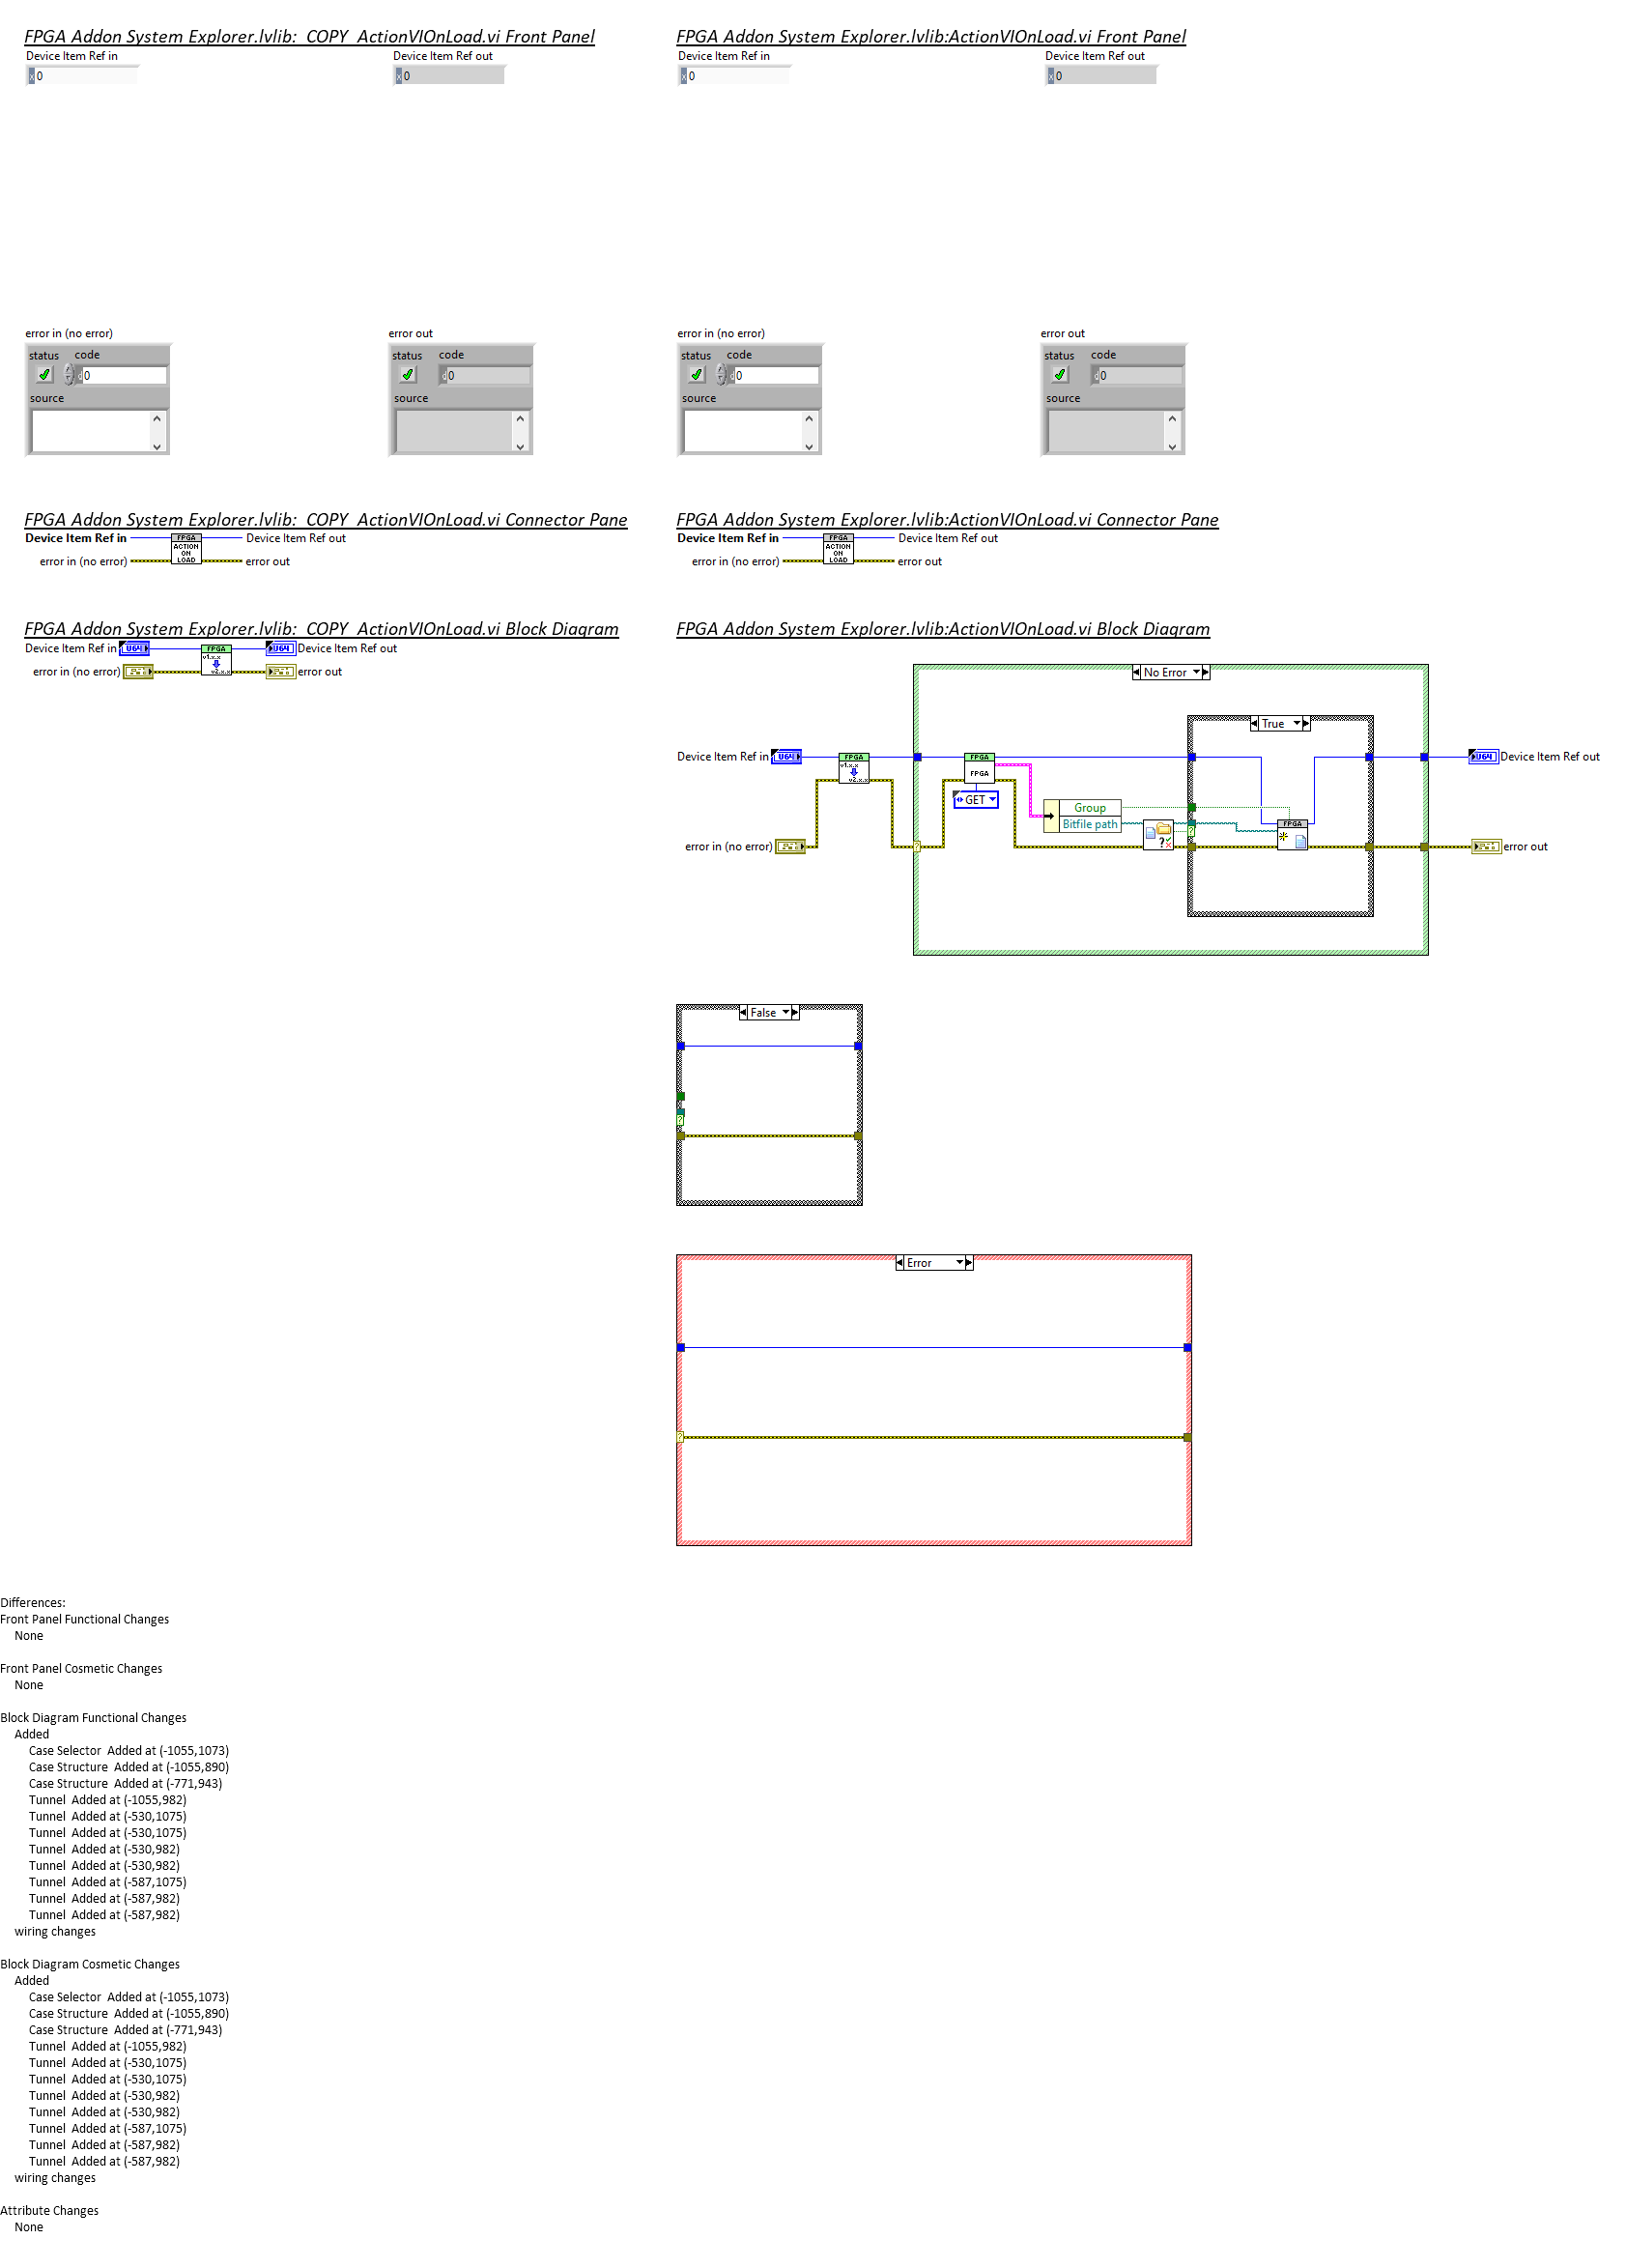 FPGA Addon System Explorer.lvlib:  COPY  ActionVIOnLoad.vi Front Panel
Device Item Ref in
Device Item Ref out
x 0
x 0
error in (no error)
error out
status code
status code
d 0
d 0
source
source
FPGA Addon System Explorer.lvlib:ActionVIOnLoad.vi Front Panel
Device Item Ref in
Device Item Ref out
x 0
x 0
error in (no error)
error out
status code
status code
d 0
d 0
source
source
FPGA Addon System Explorer.lvlib:  COPY  ActionVIOnLoad.vi Connector Pane
Device Item Ref in
FPGA
ACTION
ON
LOAD
Device Item Ref out
error in (no error)
error out
FPGA Addon System Explorer.lvlib:ActionVIOnLoad.vi Connector Pane
Device Item Ref in
FPGA
ACTION
ON
LOAD
Device Item Ref out
error in (no error)
error out
FPGA Addon System Explorer.lvlib:  COPY  ActionVIOnLoad.vi Block Diagram
Device Item Ref in
U64
FPGA
v1.x.x
v2.x.x
U64
Device Item Ref out
error in (no error)
error out
FPGA Addon System Explorer.lvlib:ActionVIOnLoad.vi Block Diagram
No Error
True
Device Item Ref in
U64
FPGA
v1.x.x
v2.x.x
FPGA
FPGA
U64
Device Item Ref out
GET
Group
Bitfile path
?
?
FPGA
error in (no error)
?
error out
False
?
Error
?
Differences:
Front Panel Functional Changes
None
Front Panel Cosmetic Changes
None
Block Diagram Functional Changes
Added
Case Selector  Added at (-1055,1073)
Case Structure  Added at (-1055,890)
Case Structure  Added at (-771,943)
Tunnel  Added at (-1055,982)
Tunnel  Added at (-530,1075)
Tunnel  Added at (-530,1075)
Tunnel  Added at (-530,982)
Tunnel  Added at (-530,982)
Tunnel  Added at (-587,1075)
Tunnel  Added at (-587,982)
Tunnel  Added at (-587,982)
wiring changes
Block Diagram Cosmetic Changes
Added
Case Selector  Added at (-1055,1073)
Case Structure  Added at (-1055,890)
Case Structure  Added at (-771,943)
Tunnel  Added at (-1055,982)
Tunnel  Added at (-530,1075)
Tunnel  Added at (-530,1075)
Tunnel  Added at (-530,982)
Tunnel  Added at (-530,982)
Tunnel  Added at (-587,1075)
Tunnel  Added at (-587,982)
Tunnel  Added at (-587,982)
wiring changes
Attribute Changes
None